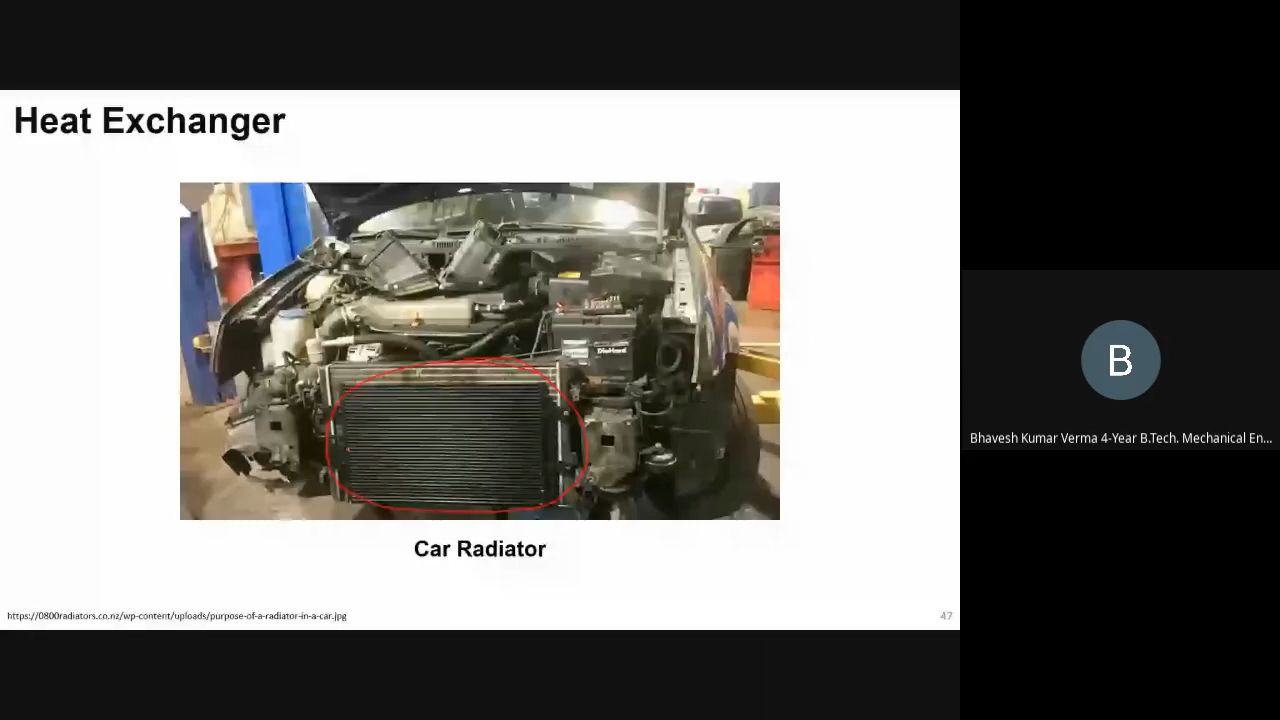 Heat Exchanger
DieHard
Car Radiator
https://0800radiators.co.nz/wp-content/uploads/purpose-of-a-radiator-in-a-car.jpg
47
B
Bhavesh Kumar Verma 4-Year B.Tech. Mechanical En...